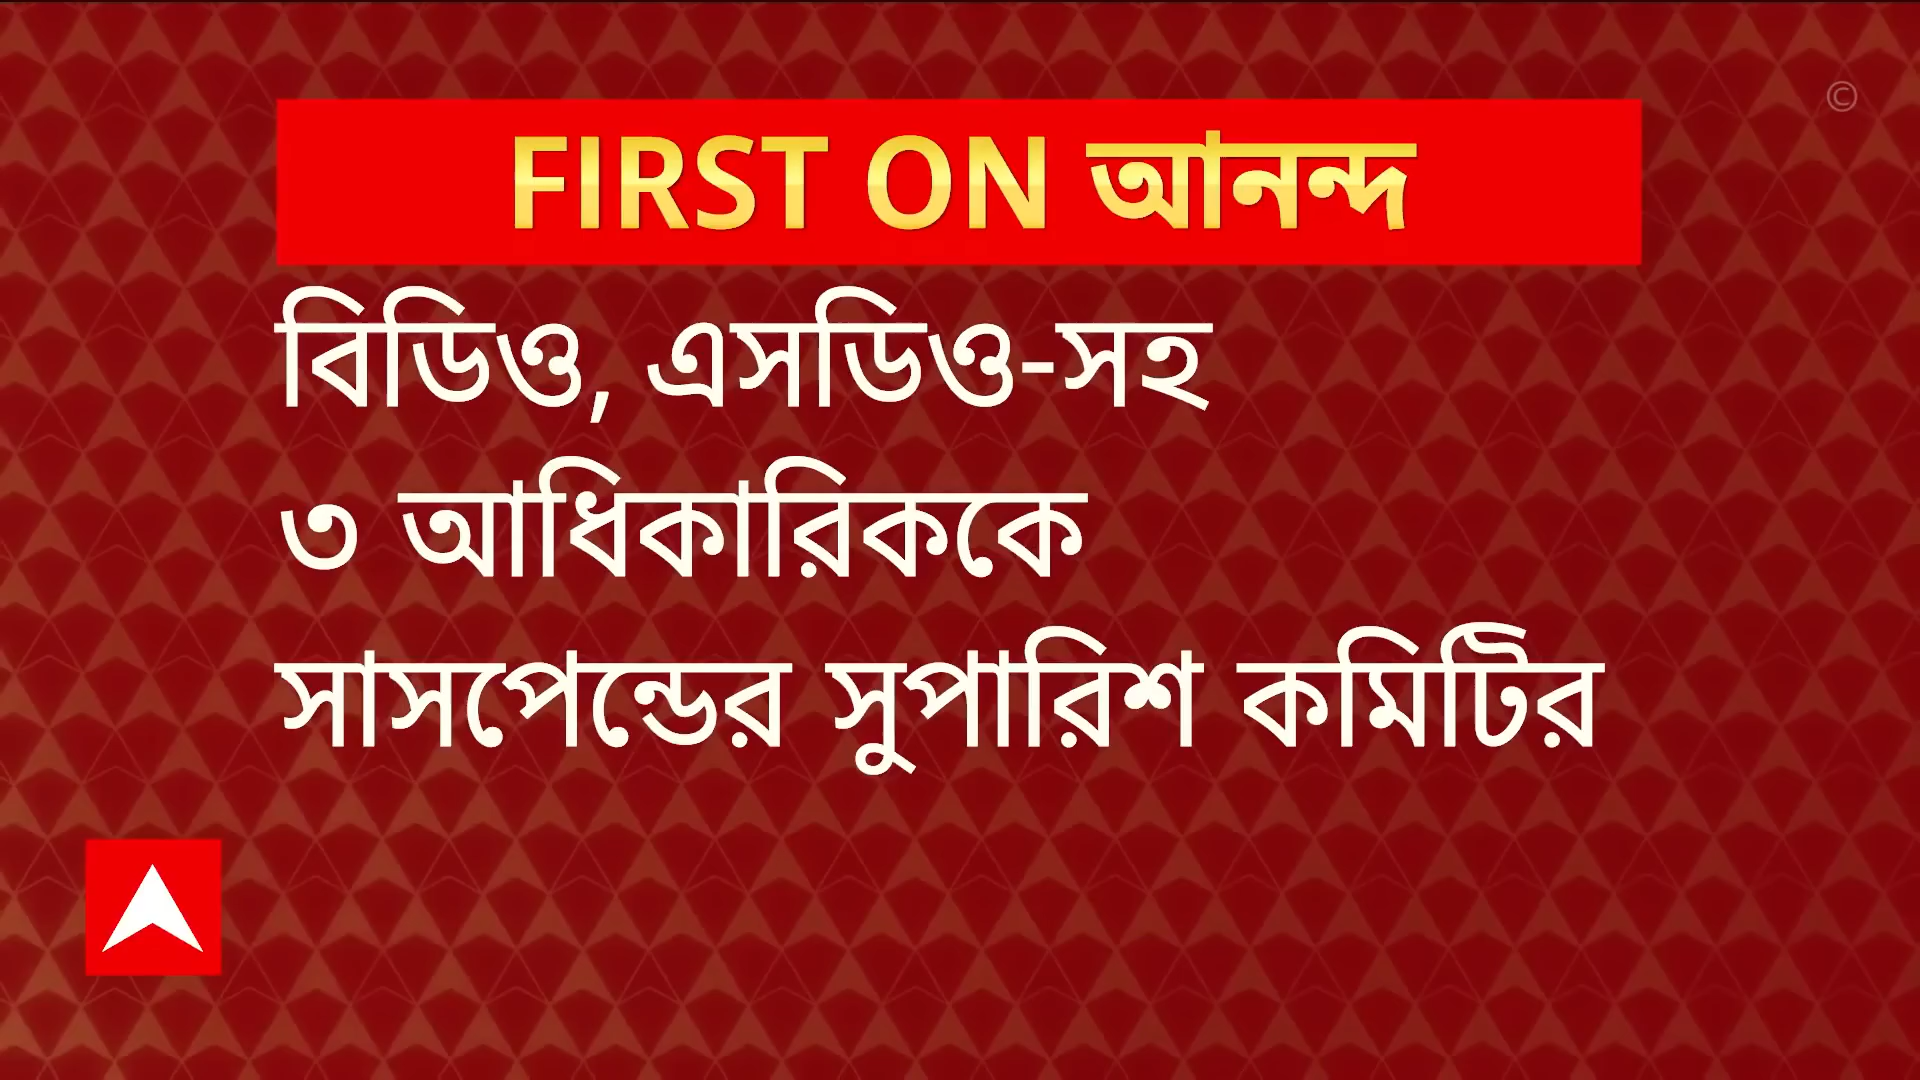 FIRST ON আনন্দ
©
বিডিও, এসডিও-সহ
৩ আধিকারিককে
সাসপেন্ডের সুপারিশ কমিটির